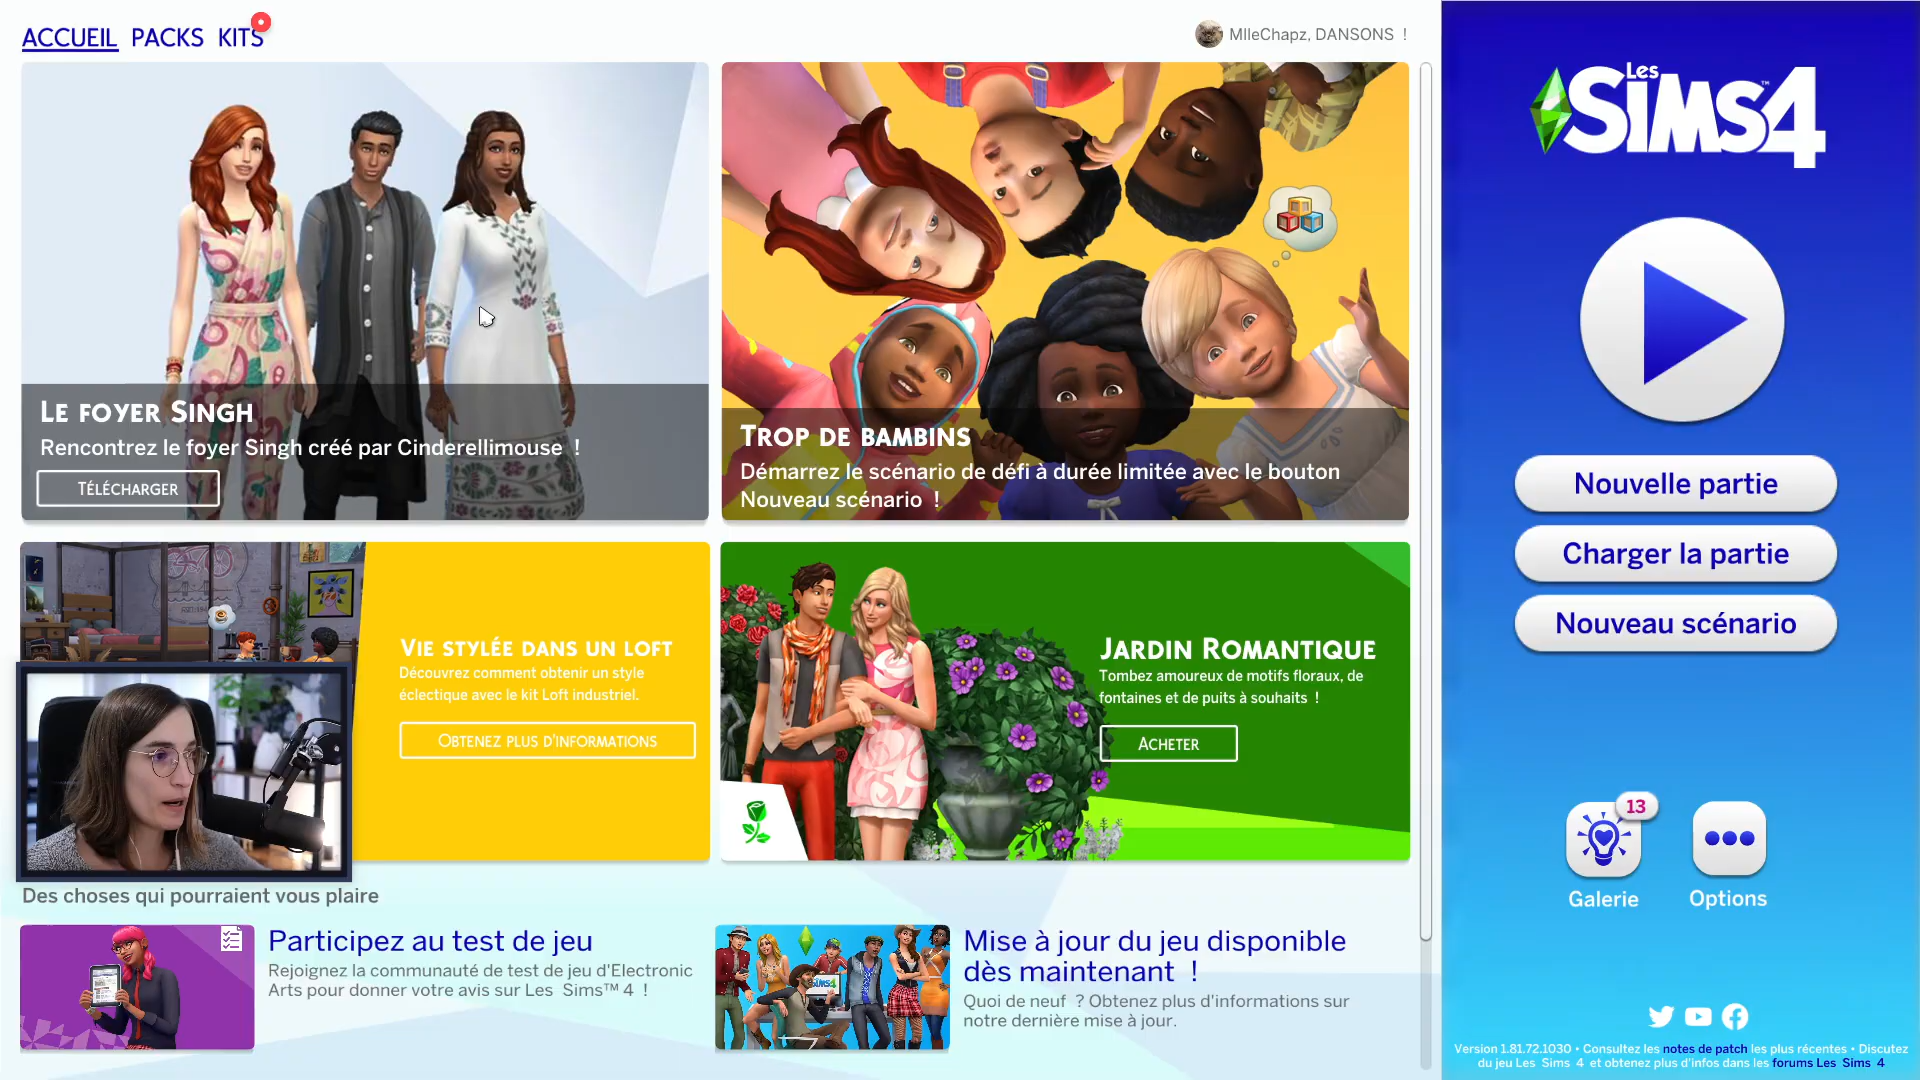 ACCUEIL PACKS KITS
MlleChapz, DANSONS !
LE FOYER SINGH
Rencontrez le foyer Singh créé par Cinderellimouse !
TÉLÉCHARGER
TROP DE BAMBINS
Démarrez le scénario de défi à durée limitée avec le bouton
Nouveau scénario !
VIE STYLÉE DANS UN LOFT
Découvrez comment obtenir un style
éclectique avec le kit Loft industriel.
OBTENEZ PLUS D'INFORMATIONS
JARDIN ROMANTIQUE
Tombez amoureux de motifs floraux, de
fontaines et de puits à souhaits !
ACHETER
Des choses qui pourraient vous plaire
Participez au test de jeu
Rejoignez la communauté de test de jeu d'Electronic
Arts pour donner votre avis sur Les Sims™ 4 !
Mise à jour du jeu disponible
dès maintenant !
Quoi de neuf ? Obtenez plus d'informations sur
notre dernière mise à jour.
Les
SiMS4™
Nouvelle partie
Charger la partie
Nouveau scénario
13
Galerie
Options
Version 1.81.72.1030 • Consultez les notes de patch les plus récentes • Discutez
du jeu Les Sims 4 et obtenez plus d'infos dans les forums Les Sims 4